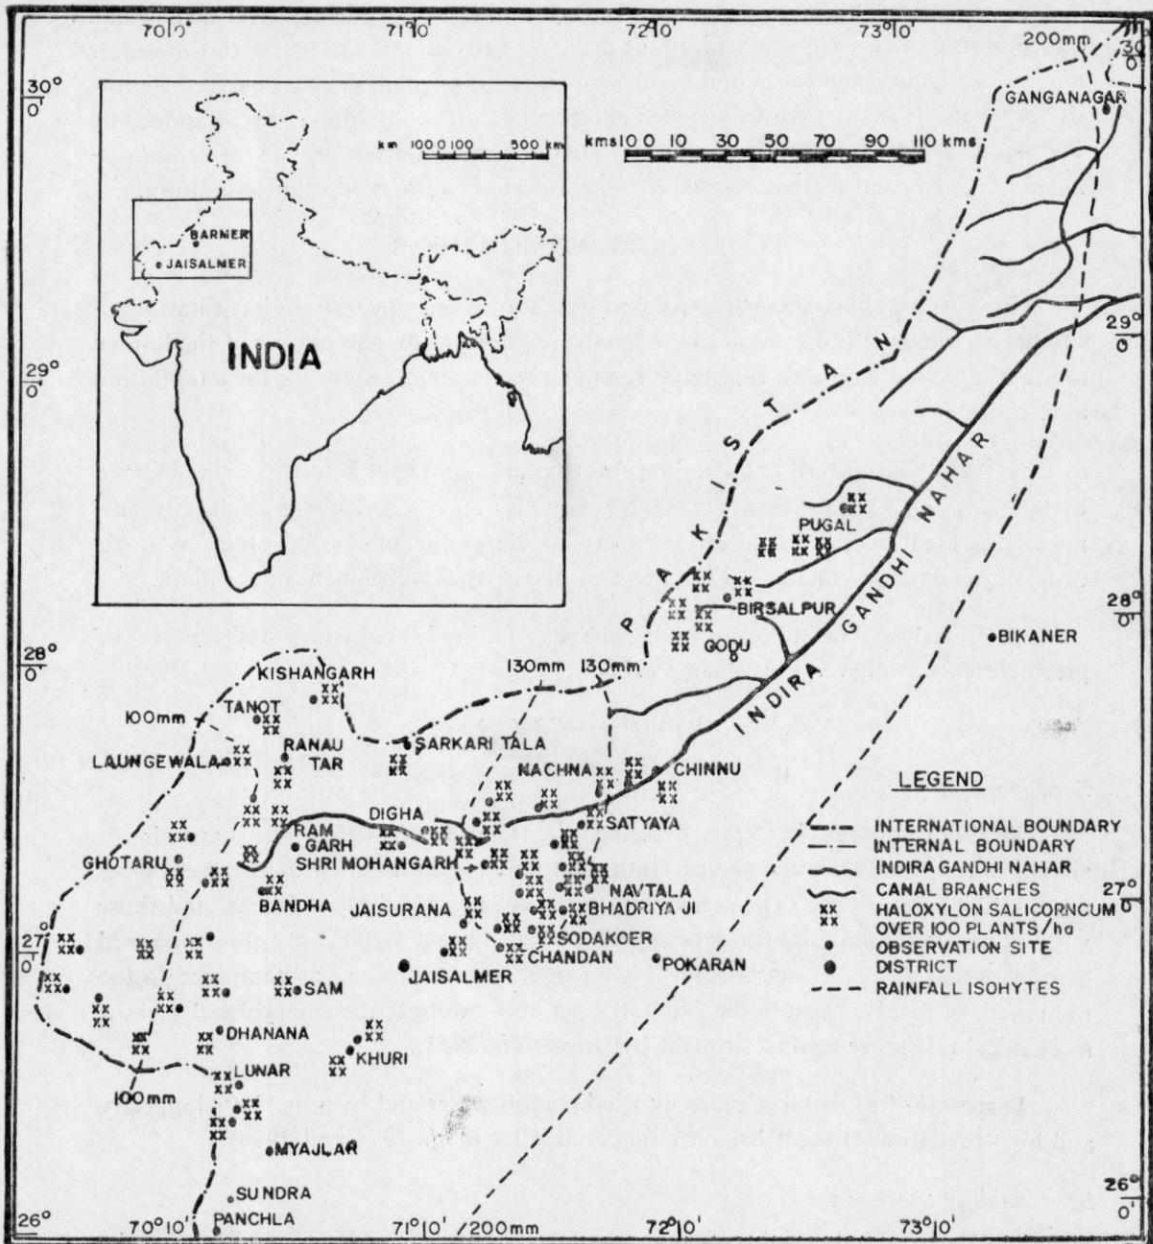 70°0' 71°0' 72°0' 73°0'
200mm
30°
0'
30°
0'
GANGANAGAR
km 100 0 100 500 km
kms10 0 10 30 50 70 90 110 kms
BARNER
JAISALMER
INDIA
29°
0'
29°
0'
PAKISTAN
INDIRA GANDHI NAHAR
PUGAL
BIRSALPUR
28°
0'
GODU
BIKANER
28°
0'
130mm 130mm
KISHANGARH
100mm
TANOT
RANAU
TAR
SARKARI TALA
LAUNGEWALA
NACHNA
CHINNU
DIGHA
SATYAYA
RAM
GARH
GHOTARU
SHRI MOHANGARH
BANDHA
NAVTALA
JAISURANA
BHADRIYA JI
SODAKOER
CHANDAN
27°
0'
27°
0'
JAISALMER
POKARAN
SAM
DHANANA
KHURI
LUNAR
100mm
MYAJLAR
SUNDRA
PANCHLA
26°
0'
26°
0'
LEGEND
INTERNATIONAL BOUNDARY
INTERNAL BOUNDARY
INDIRA GANDHI NAHAR
CANAL BRANCHES
XX HALOXYLON SALICORNCUM
XX OVER 100 PLANTS/ha
OBSERVATION SITE
DISTRICT
RAINFALL ISOHYTES
70°0' 71°0' 200mm 72°0' 73°0'